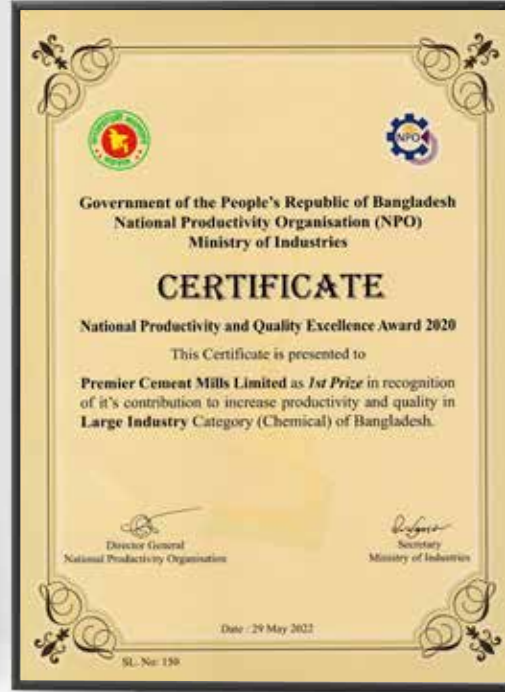 NPO
Government of the People's Republic of Bangladesh
National Productivity Organisation (NPO)
Ministry of Industries
CERTIFICATE
National Productivity and Quality Excellence Award 2020
This Certificate is presented to
Premier Cement Mills Limited as 1st Prize in recognition
of it's contribution to increase productivity and quality in
Large Industry Category (Chemical) of Bangladesh.
Director General
National Productivity Organisation
Secretary
Ministry of Industries
Date : 29 May 2022
SL. No: 150